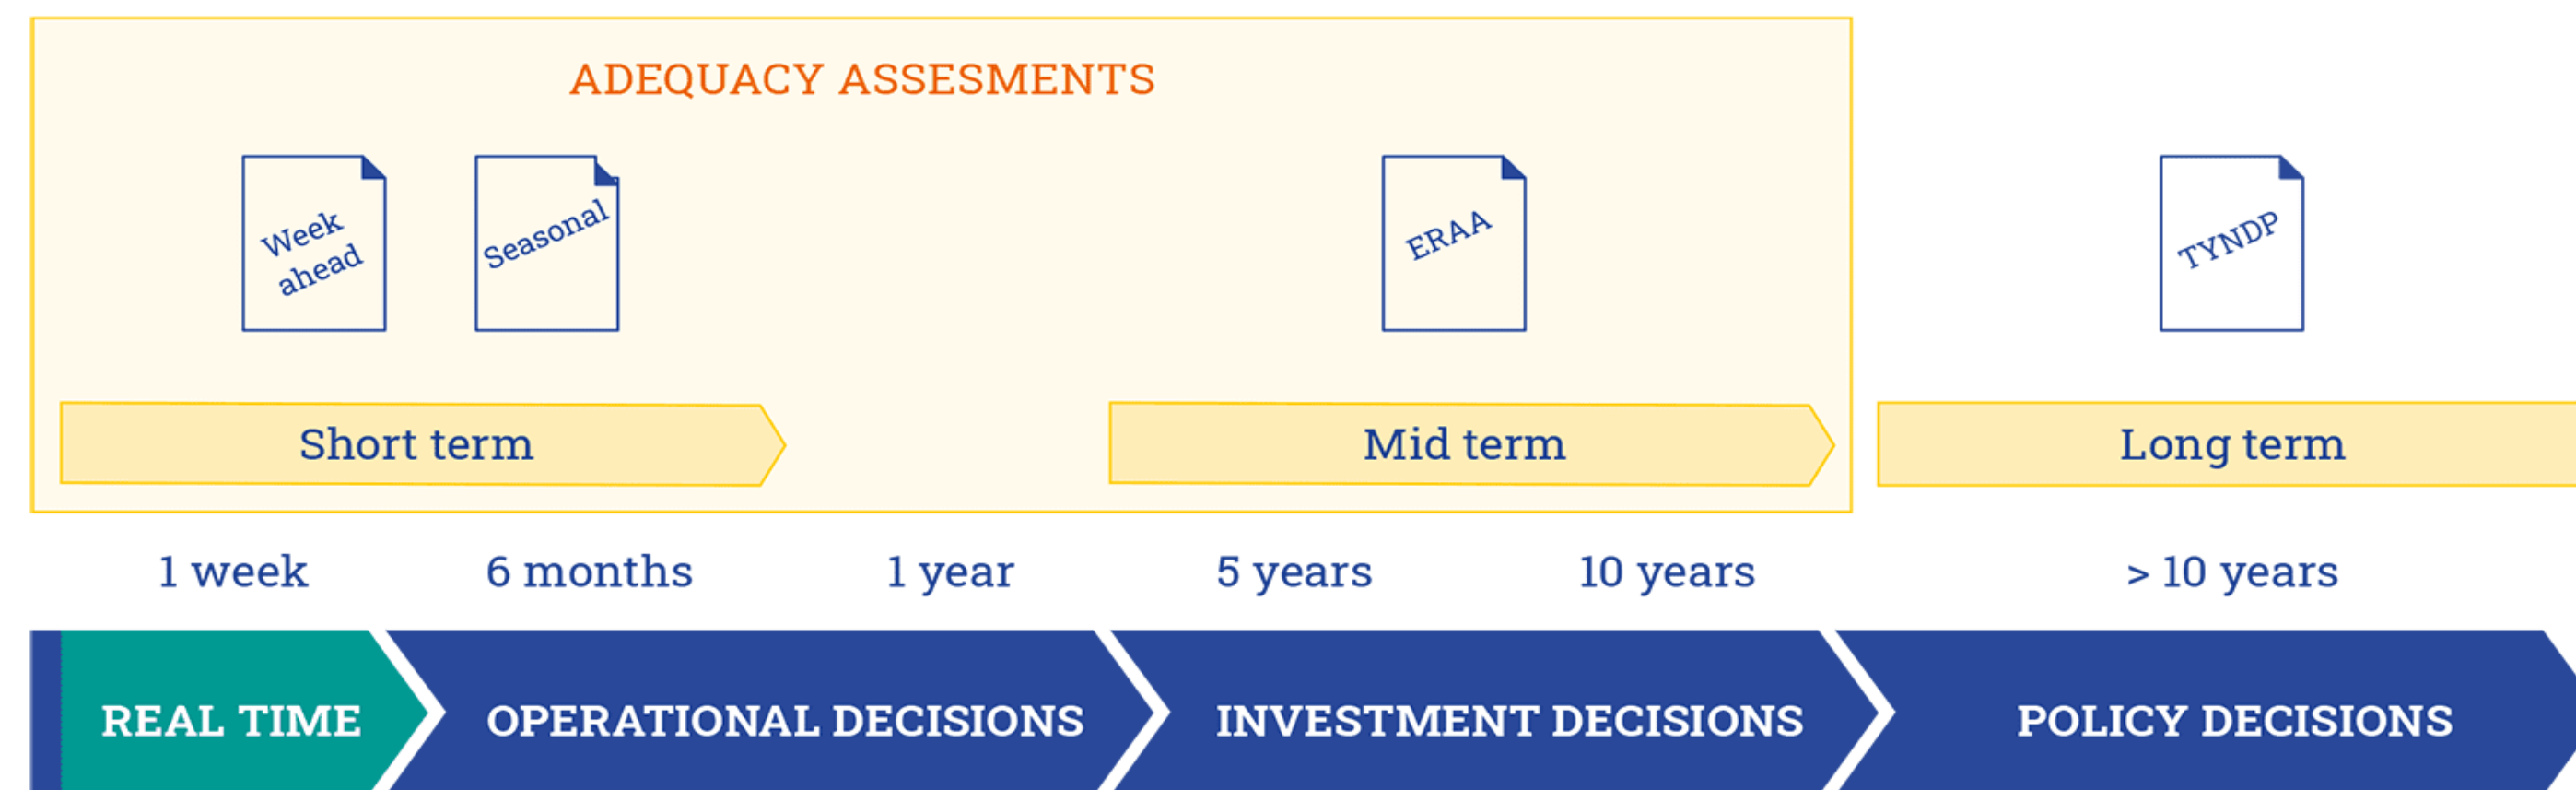 ADEQUACY ASSESMENTS
Week
ahead
Seasonal
ERAA
TYNDP
Short term
Mid term
Long term
1 week
6 months
1 year
5 years
10 years
> 10 years
REAL TIME
OPERATIONAL DECISIONS
INVESTMENT DECISIONS
POLICY DECISIONS